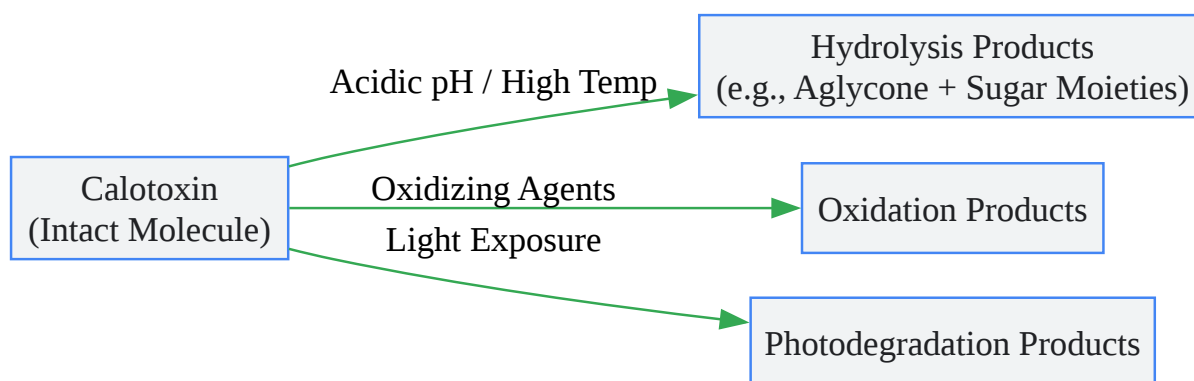 Hydrolysis Products
(e.g., Aglycone + Sugar Moieties)
Acidic pH / High Temp
Calotoxin
(Intact Molecule)
Oxidizing Agents
Oxidation Products
Light Exposure
Photodegradation Products